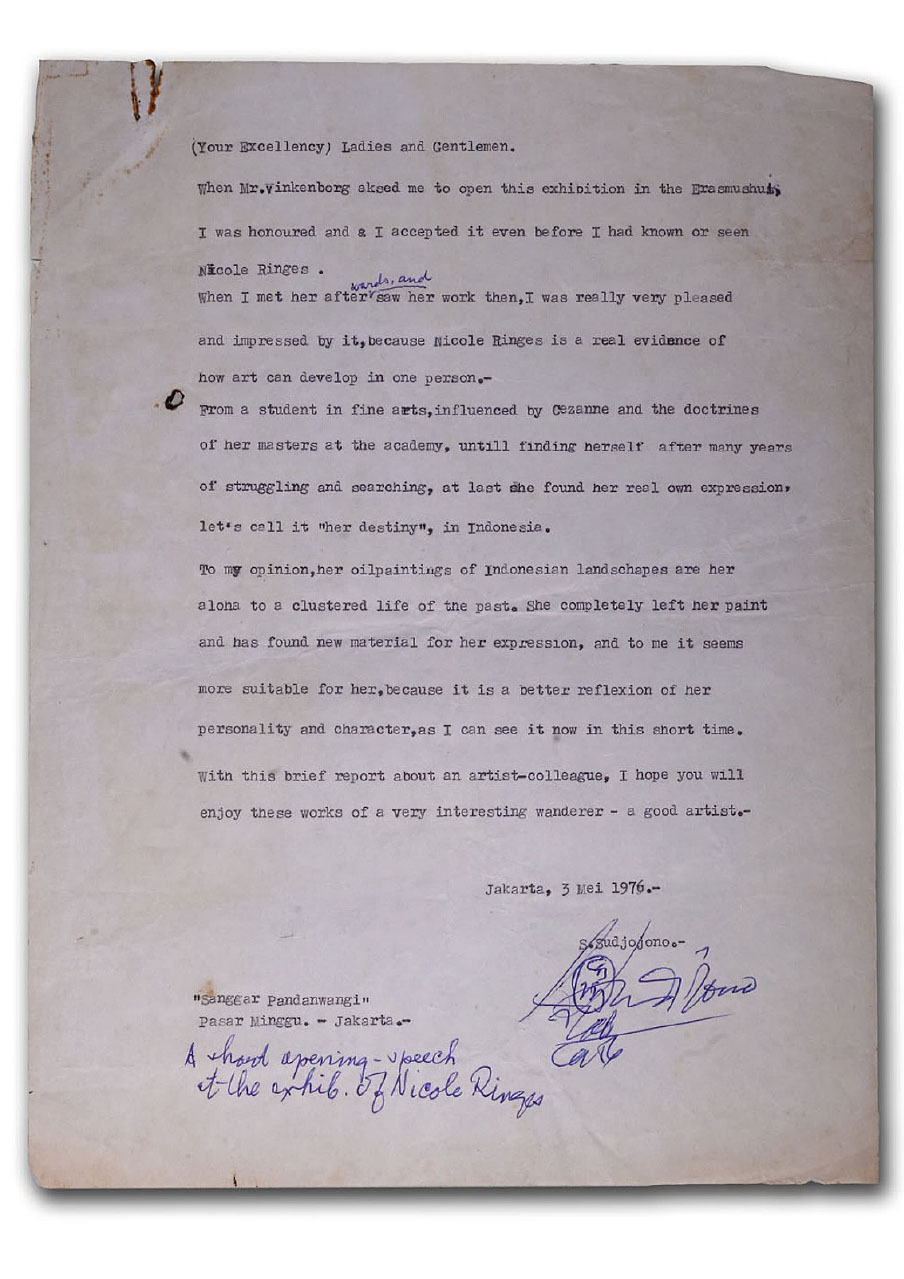 (Your Excellency) Ladies and Gentlemen.
When Mr.Vinkenborg aksed me to open this exhibition in the Erasmushuis,
I was honoured and & I accepted it even before I had known or seen
Nicole Ringes .
wards, and
When I met her after saw her work then,I was really very pleased
and impressed by it,because Nicole Ringes is a real evidence of
how art can develop in one person.-
From a student in fine arts,influenced by Cezanne and the doctrines
of her masters at the academy, untill finding herself after many years
of struggling and searching, at last she found her real own expression,
let's call it "her destiny", in Indonesia.
To my opinion,her oilpaintings of Indonesian landschapes are her
aloha to a clustered life of the past. She completely left her paint
and has found new material for her expression, and to me it seems
more suitable for her,because it is a better reflexion of her
personality and character,as I can see it now in this short time.
With this brief report about an artist-colleague, I hope you will
enjoy these works of a very interesting wanderer - a good artist.-
Jakarta, 3 Mei 1976.-
S.Sudjojono.-
"Sanggar Pandanwangi"
Pasar Minggu. - Jakarta.-
A short opening-speech
at the exhib. of Nicole Ringes